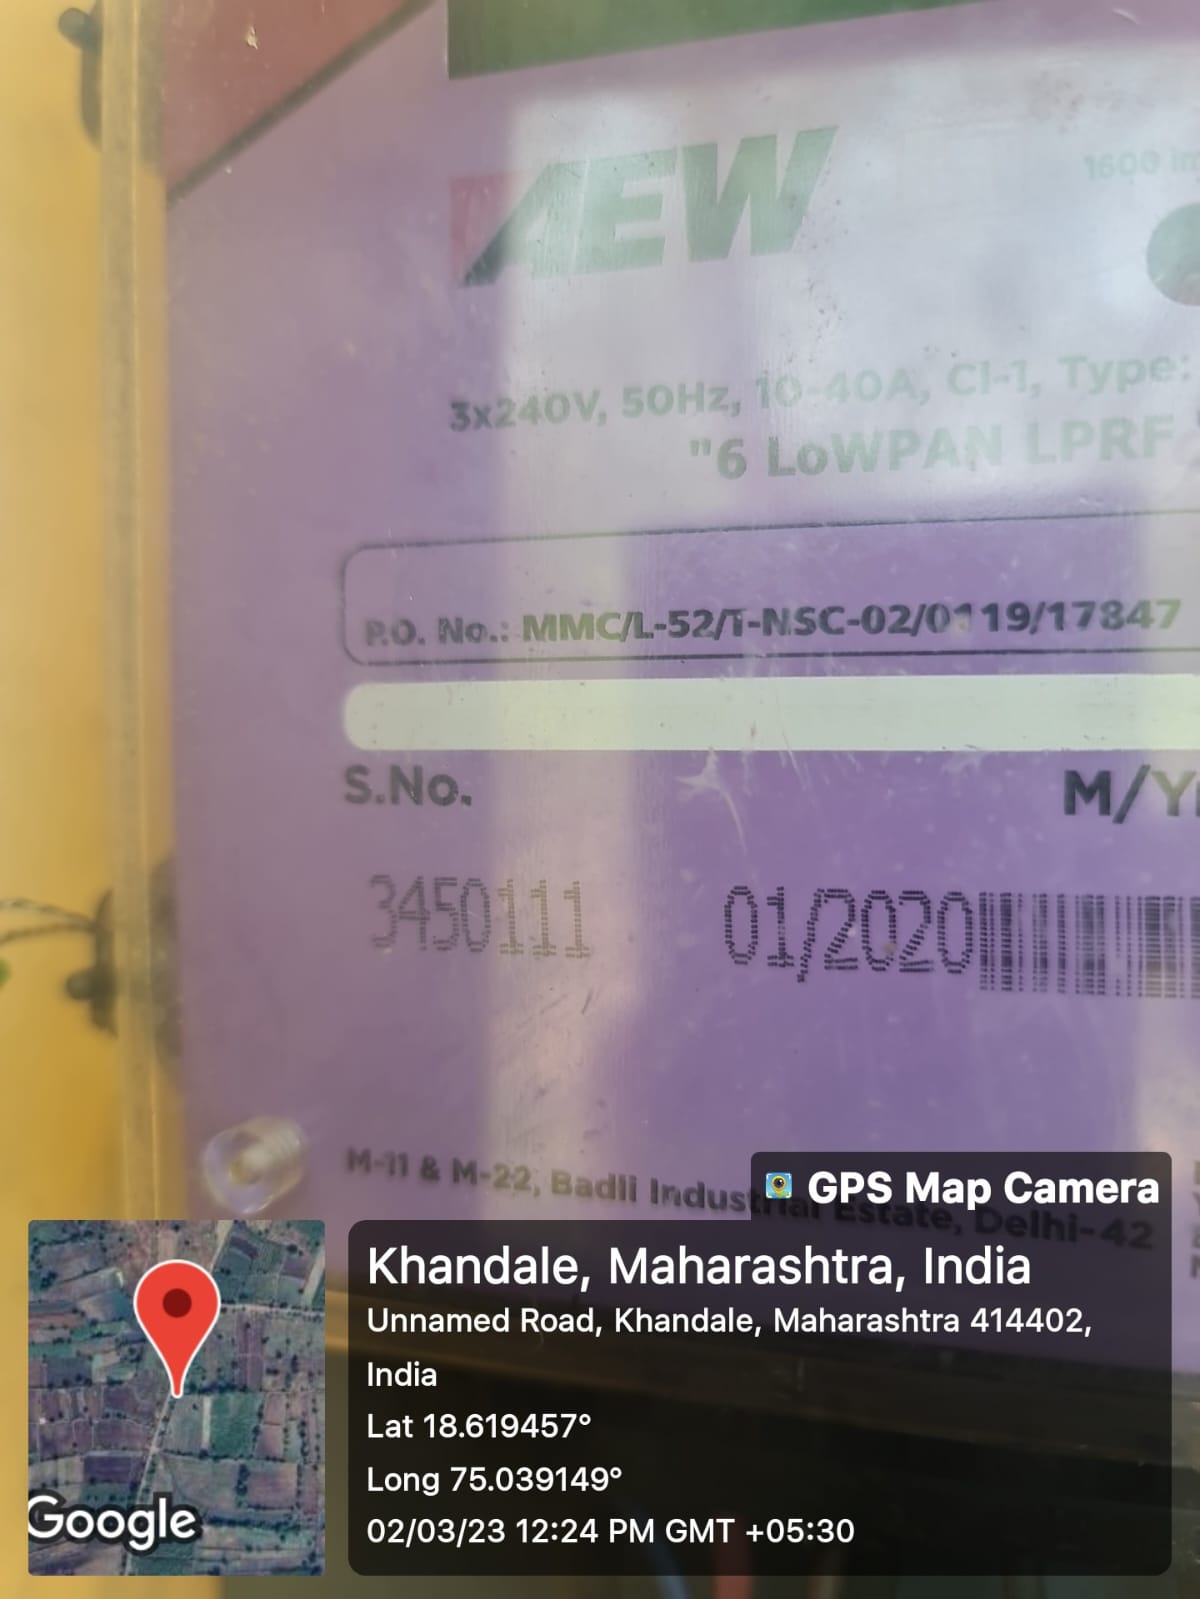 AEW
1600 im
3x240V, 50Hz, 10-40A, Cl-1, Type:
"6 LoWPAN LPRF
P.O. No.: MMC/L-52/T-NSC-02/0119/17847
S.No.
M/Y
3450111
01/2020
M-11 & M-22, Badli Industrial Estate, Delhi-42
GPS Map Camera
Khandale, Maharashtra, India
Unnamed Road, Khandale, Maharashtra 414402,
India
Lat 18.619457°
Long 75.039149°
02/03/23 12:24 PM GMT +05:30
Google